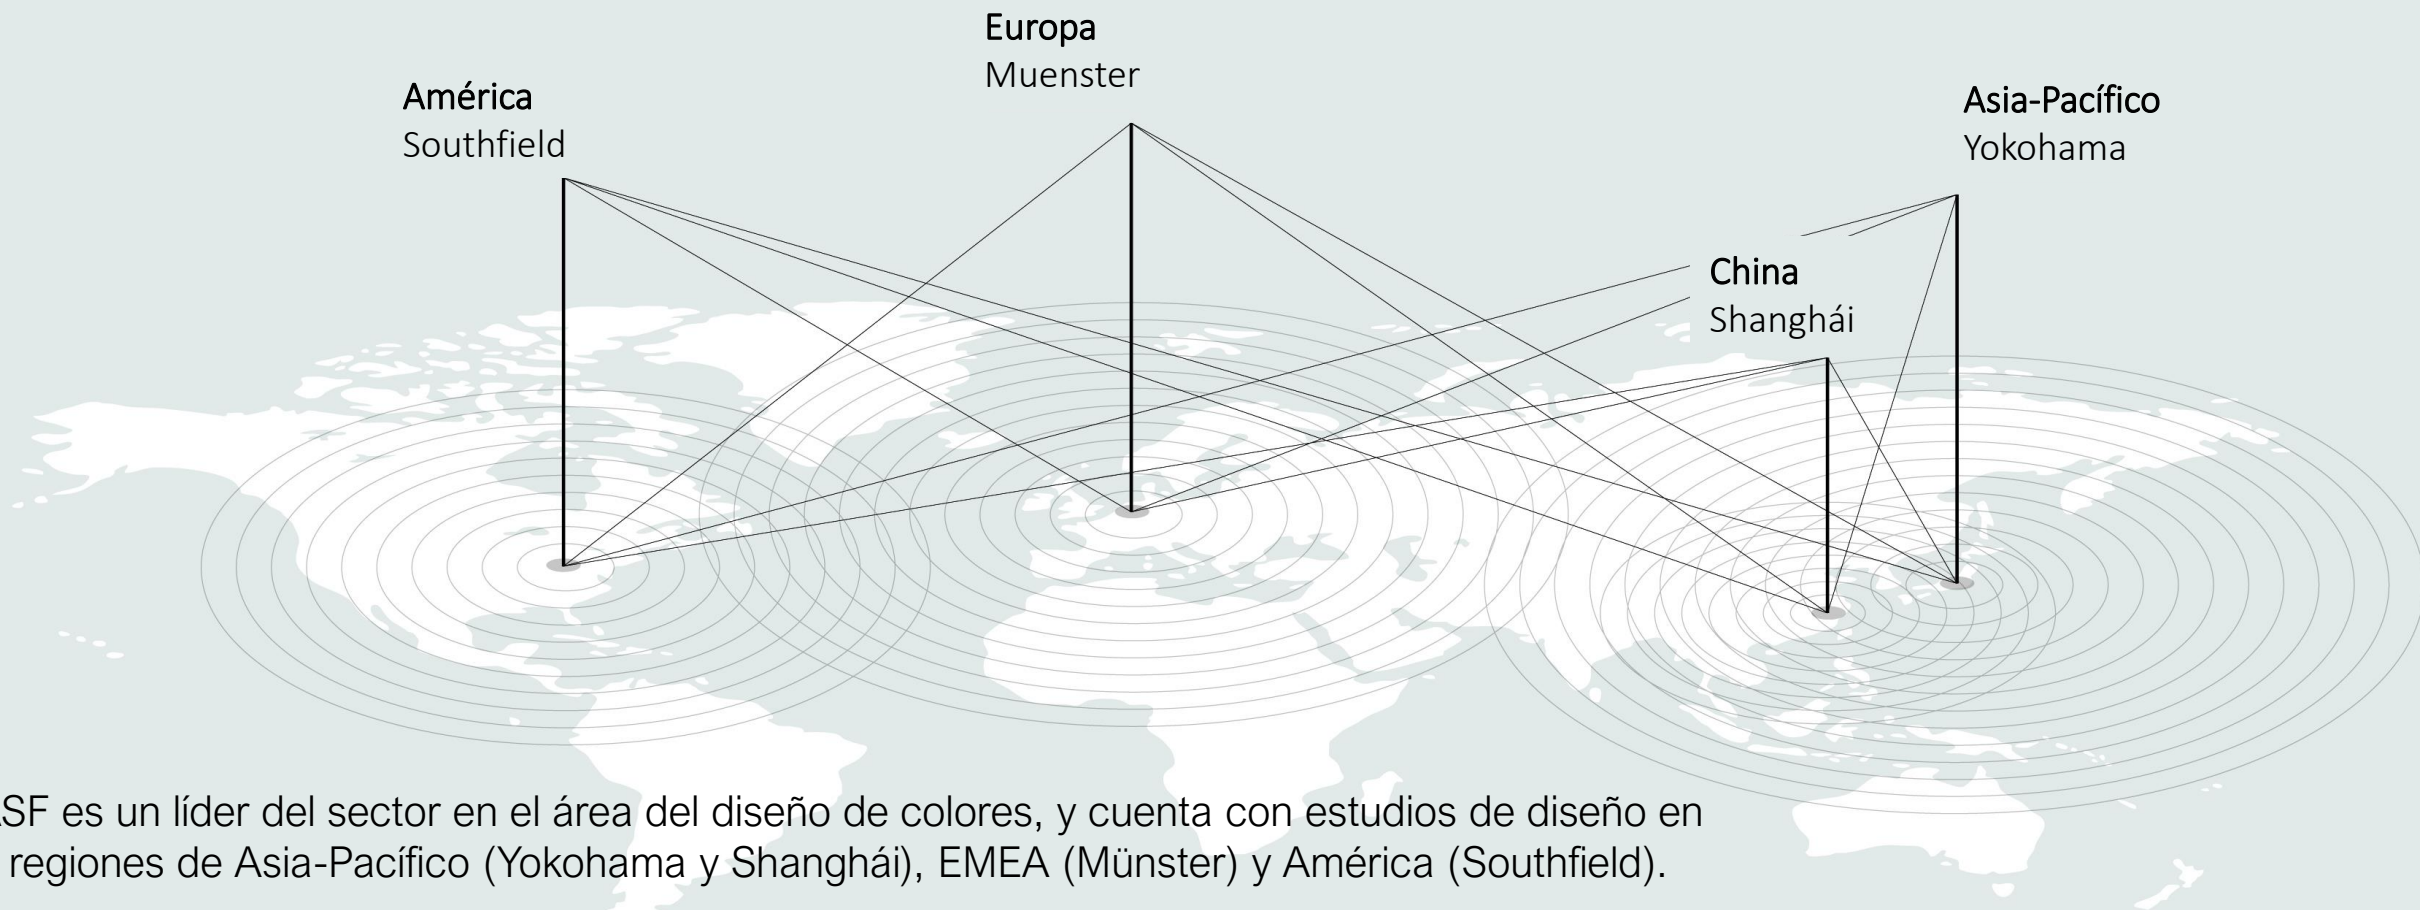 Europa
Muenster
América
Southfield
Asia-Pacífico
Yokohama
China
Shanghái
SF es un líder del sector en el área del diseño de colores, y cuenta con estudios de diseño en
regiones de Asia-Pacífico (Yokohama y Shanghái), EMEA (Münster) y América (Southfield).